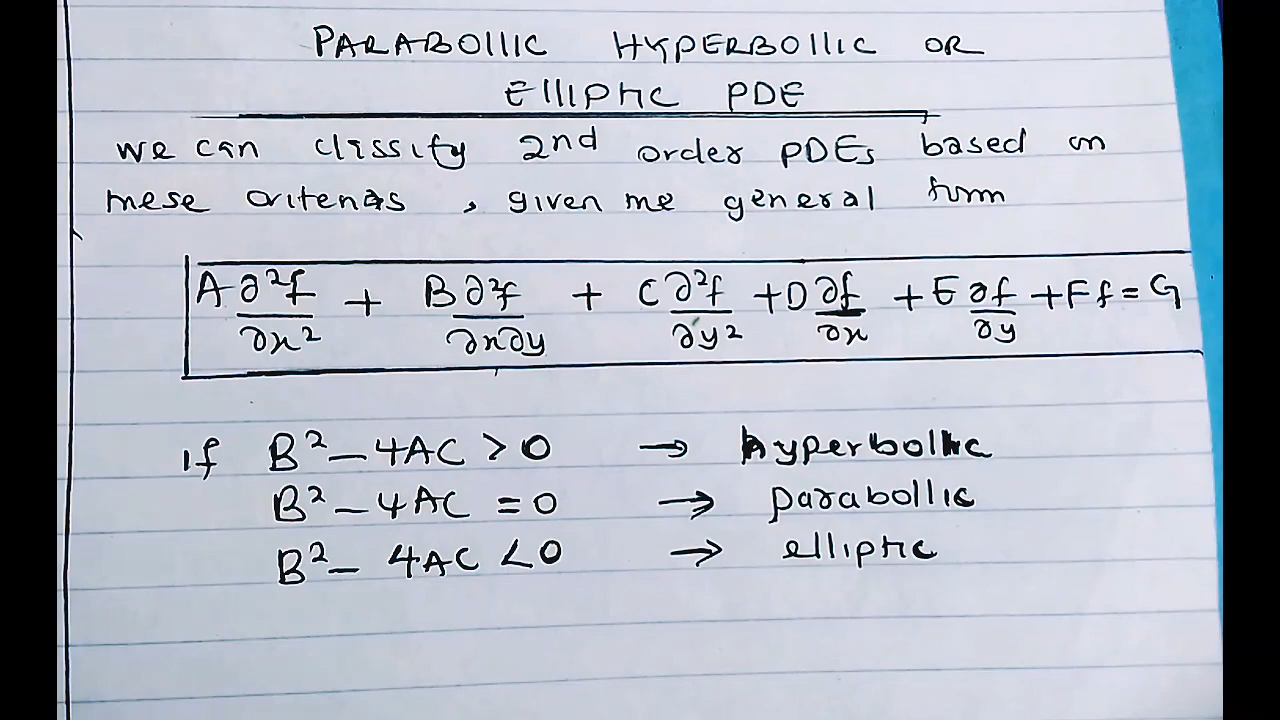 PARABOLLIC HYPERBOLLIC OR
ELLIPTIC PDE
we can classify 2nd order PDEs based on
these criterias, given the general form
A ∂²f/∂x² + B ∂²f/∂x∂y + C ∂²f/∂y² + D ∂f/∂x + E ∂f/∂y + F f = G
If B² - 4AC > 0 → hyperbollic
B² - 4AC = 0 → parabollic
B² - 4AC < 0 → elliptic